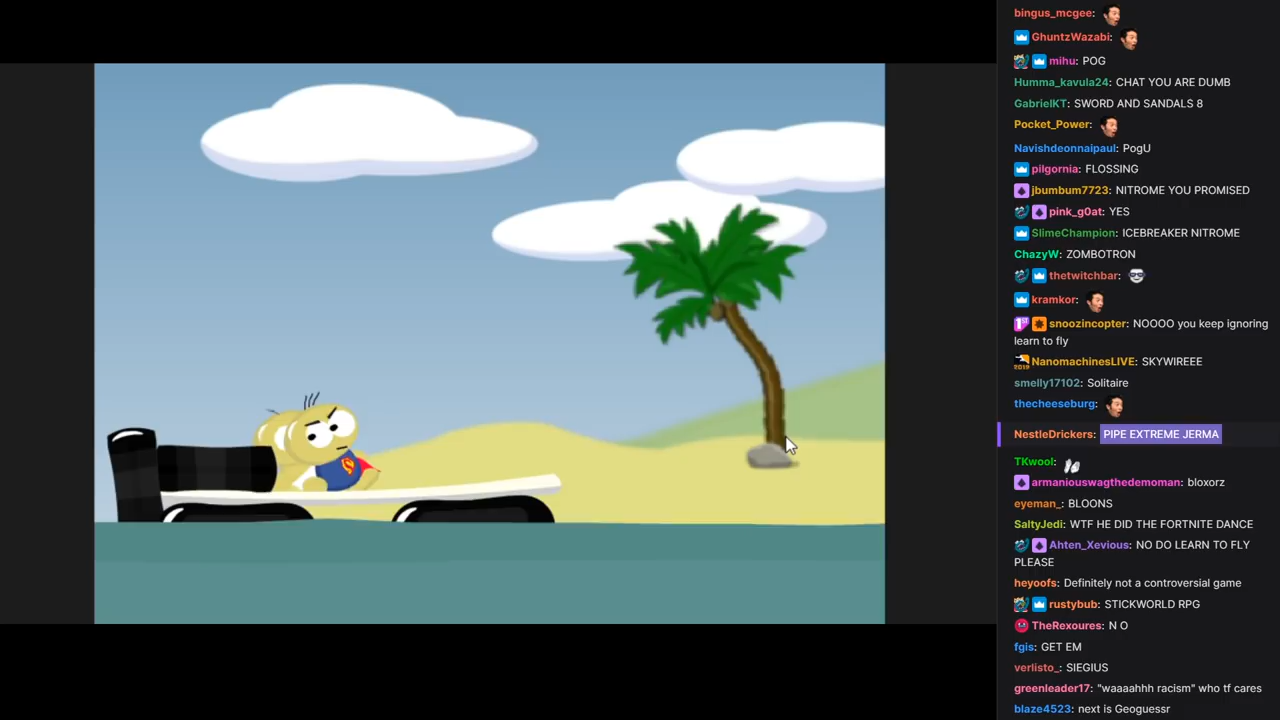 bingus_mcgee:
GhuntzWazabi:
mihu: POG
Humma_kavula24: CHAT YOU ARE DUMB
GabrielKT: SWORD AND SANDALS 8
Pocket_Power:
Navishdeonnaipaul: PogU
pilgornia: FLOSSING
jbumbum7723: NITROME YOU PROMISED
pink_g0at: YES
SlimeChampion: ICEBREAKER NITROME
ChazyW: ZOMBOTRON
thetwitchbar:
kramkor:
snoozincopter: NOOOO you keep ignoring
learn to fly
NanomachinesLIVE: SKYWIREEE
smelly17102: Solitaire
thecheeseburg:
NestleDrickers: PIPE EXTREME JERMA
TKwool:
armaniouswagthedemoman: bloxorz
eyeman_: BLOONS
SaltyJedi: WTF HE DID THE FORTNITE DANCE
Ahten_Xevious: NO DO LEARN TO FLY
PLEASE
heyoofs: Definitely not a controversial game
rustybub: STICKWORLD RPG
TheRexoures: N O
fgis: GET EM
verlisto_: SIEGIUS
greenleader17: "waaaahhh racism" who tf cares
blaze4523: next is Geoguessr